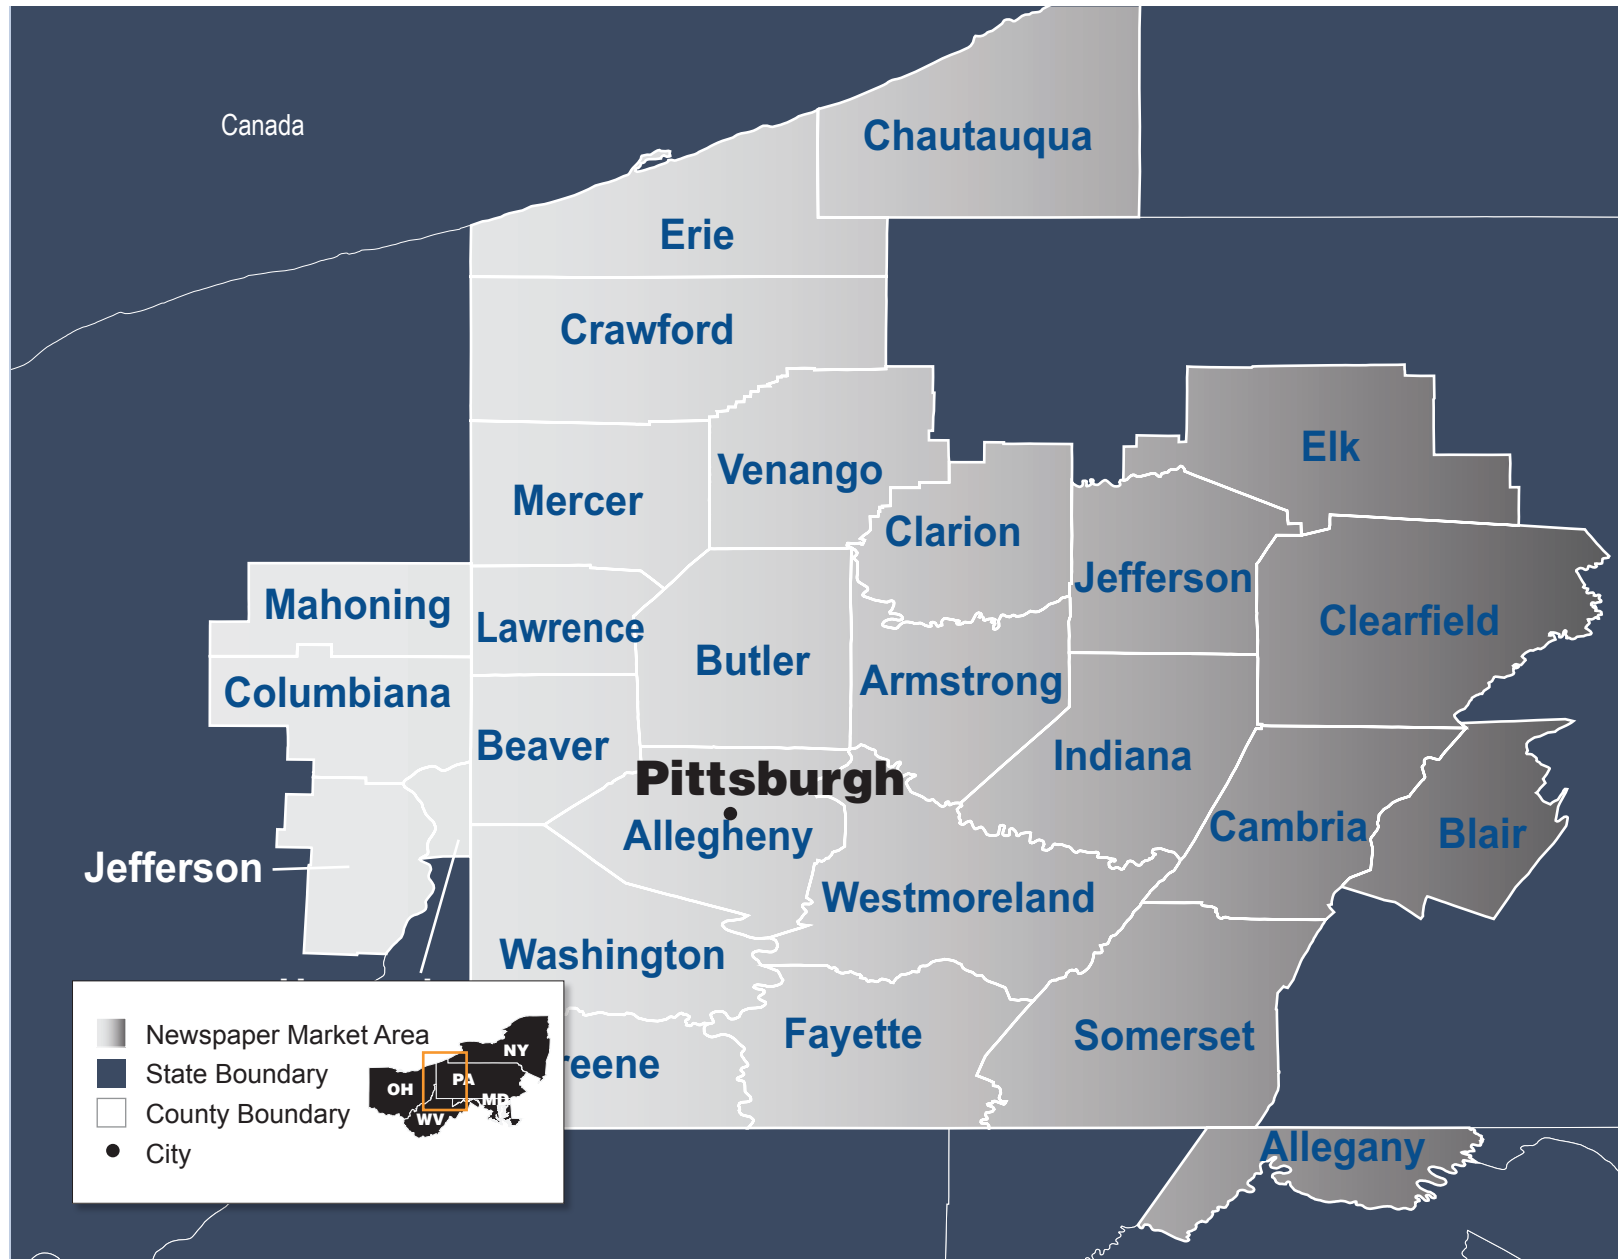 Canada
Chautauqua
Erie
Crawford
Elk
Venango
Mercer
Clarion
Jefferson
Mahoning
Lawrence
Clearfield
Butler
Armstrong
Columbiana
Beaver
Indiana
Pittsburgh
Allegheny
Cambria
Blair
Jefferson
Westmoreland
Washington
Fayette
Somerset
reene
Allegany
Newspaper Market Area
State Boundary
County Boundary
City
NY
PA
OH
MD
WV